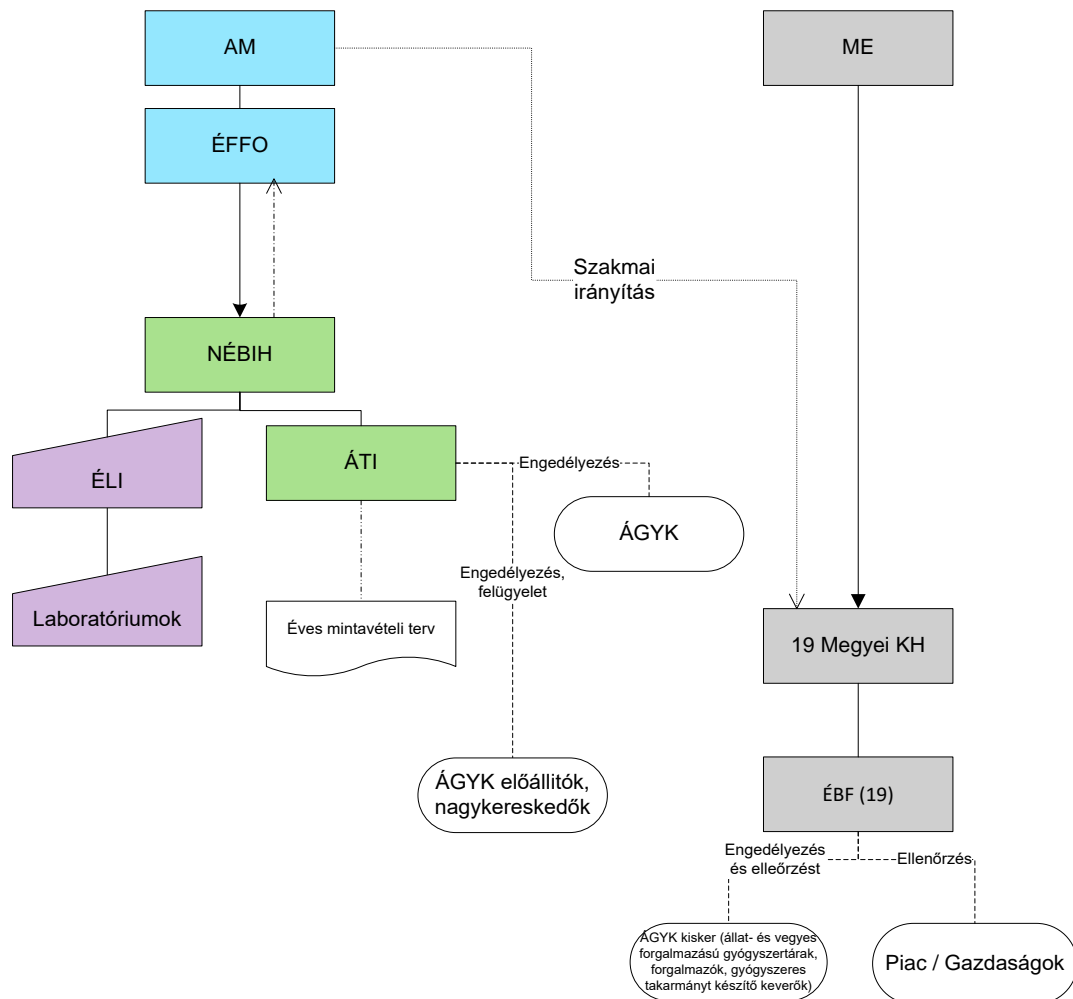 AM
ME
ÉFFO
Szakmai
irányítás
NÉBIH
ÉLI
ÁTI
Engedélyezés
ÁGYK
Engedélyezés,
felügyelet
Laboratóriumok
Éves mintavételi terv
19 Megyei KH
ÁGYK előállitók,
nagykereskedők
ÉBF (19)
Engedélyezés
és elleőrzést
Ellenőrzés
ÁGYK kisker (állat- és vegyes
forgalmazású gyógyszertárak,
forgalmazók, gyógyszeres
takarmányt készítő keverők)
Piac / Gazdaságok